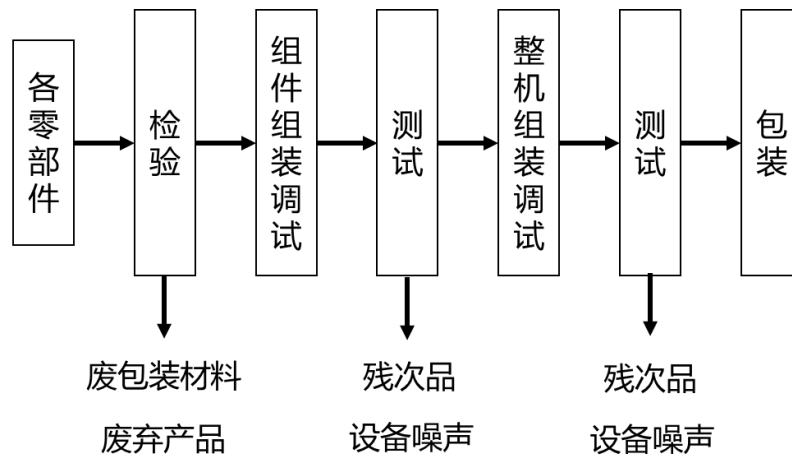 各零部件
检验
组件组装调试
测试
整机组装调试
测试
包装
废包装材料
废弃产品
残次品
设备噪声
残次品
设备噪声